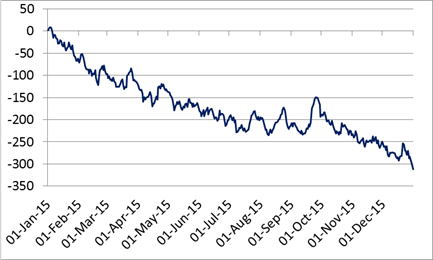 50
0
-50
-100
-150
-200
-250
-300
-350
01-Jan-15
01-Feb-15
01-Mar-15
01-Apr-15
01-May-15
01-Jun-15
01-Jul-15
01-Aug-15
01-Sep-15
01-Oct-15
01-Nov-15
01-Dec-15